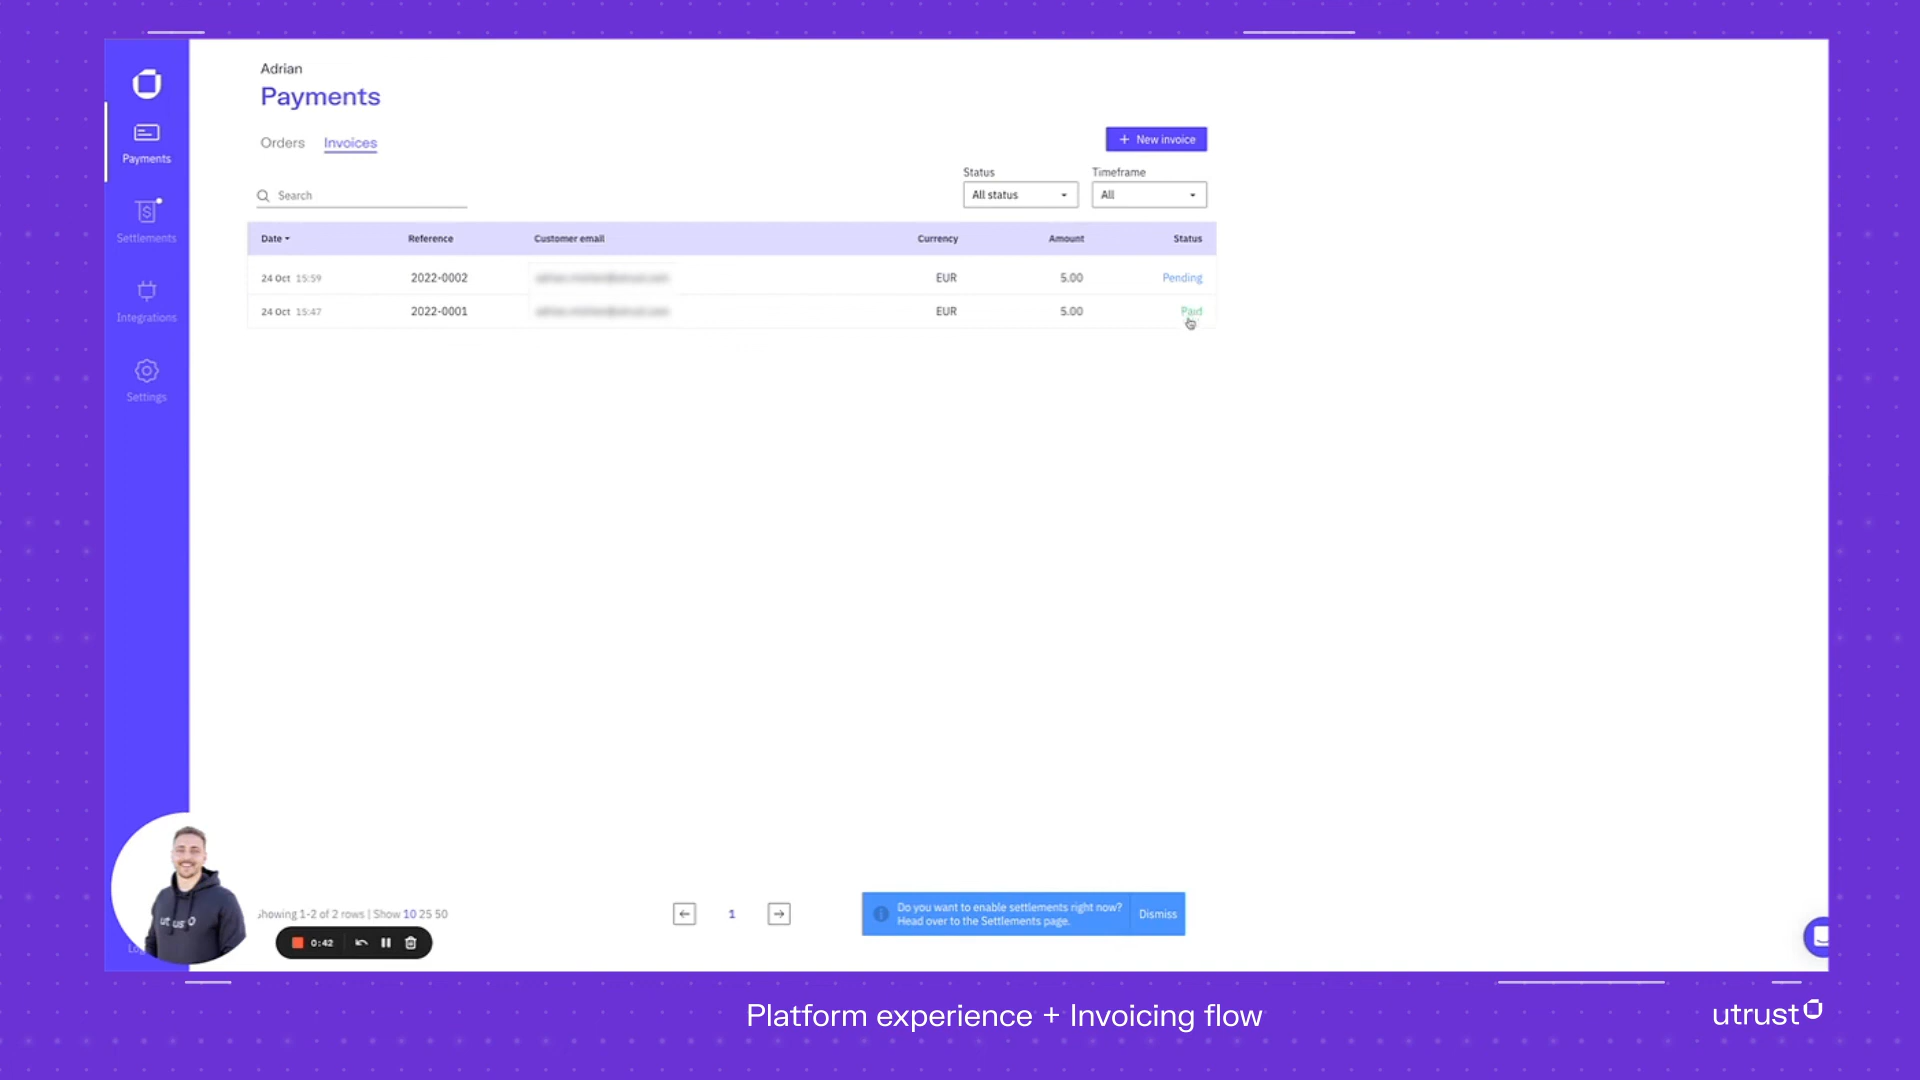 Adrian
Payments
Orders Invoices
+ New invoice
Status Timeframe
Search All status All
Date Reference Customer email Currency Amount Status
24 Oct 15:59 2022-0002 EUR 5.00 Pending
24 Oct 15:47 2022-0001 EUR 5.00 Paid
Payments
Settlements
Integrations
Settings
Showing 1-2 of 2 rows | Show 10 25 50
1
Do you want to enable settlements right now?
Head over to the Settlements page.
Dismiss
utrust
0:42
Platform experience + Invoicing flow
utrust